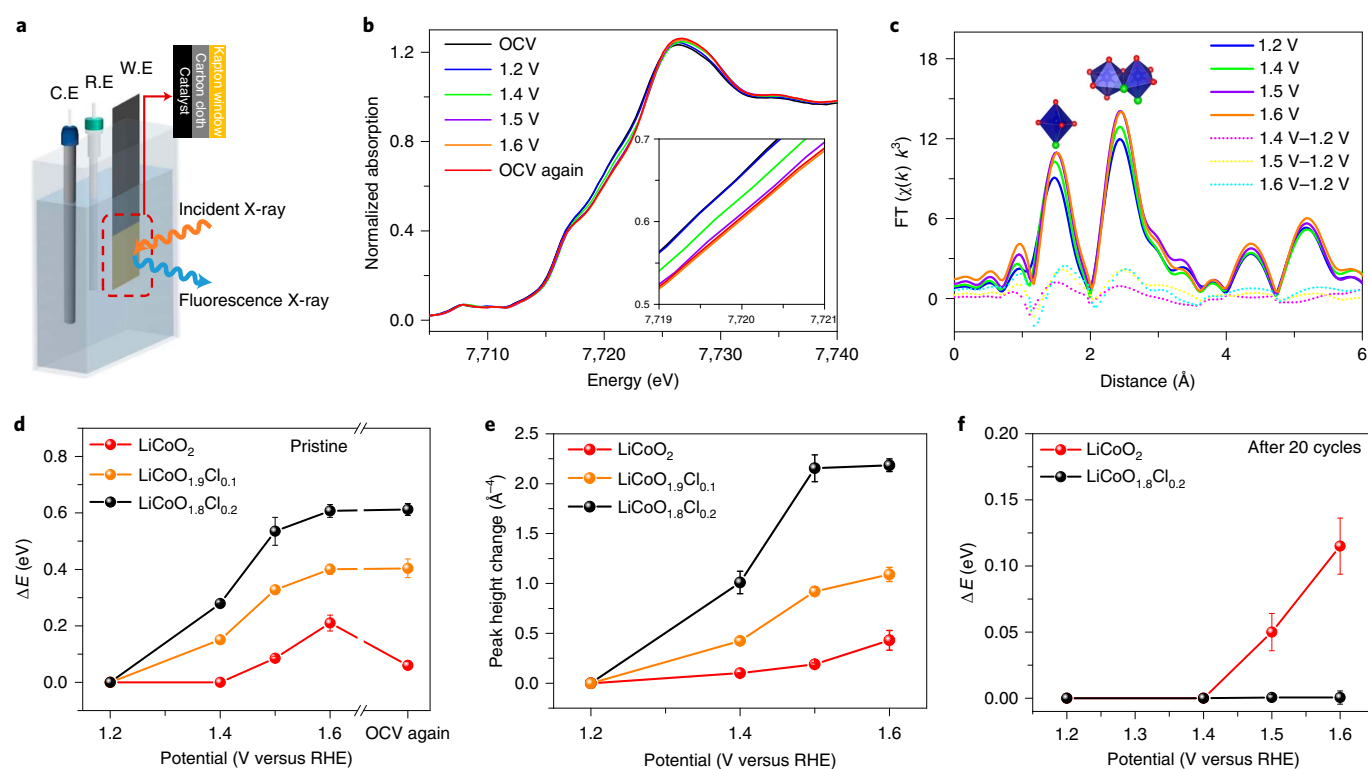 a
C.E
R.E
W.E
Catalyst
Carbon cloth
Kapton window
Incident X-ray
Fluorescence X-ray
b
OCV
1.2 V
1.4 V
1.5 V
1.6 V
OCV again
Normalized absorption
1.2
0.8
0.4
0.0
7,710
7,720
7,730
7,740
Energy (eV)
0.7
0.6
0.5
7,719
7,720
7,721
c
1.2 V
1.4 V
1.5 V
1.6 V
1.4 V–1.2 V
1.5 V–1.2 V
1.6 V–1.2 V
FT (χ(k) k³)
18
14
6
0
0
2
4
6
Distance (Å)
d
LiCoO₂
LiCoO₁.₉Cl₀.₁
LiCoO₁.₈Cl₀.₂
Pristine
ΔE (eV)
0.8
0.6
0.4
0.2
0.0
1.2
1.4
1.6
OCV again
Potential (V versus RHE)
e
LiCoO₂
LiCoO₁.₉Cl₀.₁
LiCoO₁.₈Cl₀.₂
Peak height change (Å⁻⁴)
2.5
2.0
1.5
1.0
0.5
0.0
1.2
1.4
1.5
1.6
Potential (V versus RHE)
f
LiCoO₂
LiCoO₁.₈Cl₀.₂
After 20 cycles
ΔE (eV)
0.20
0.15
0.10
0.05
0.00
1.2
1.3
1.4
1.5
1.6
Potential (V versus RHE)